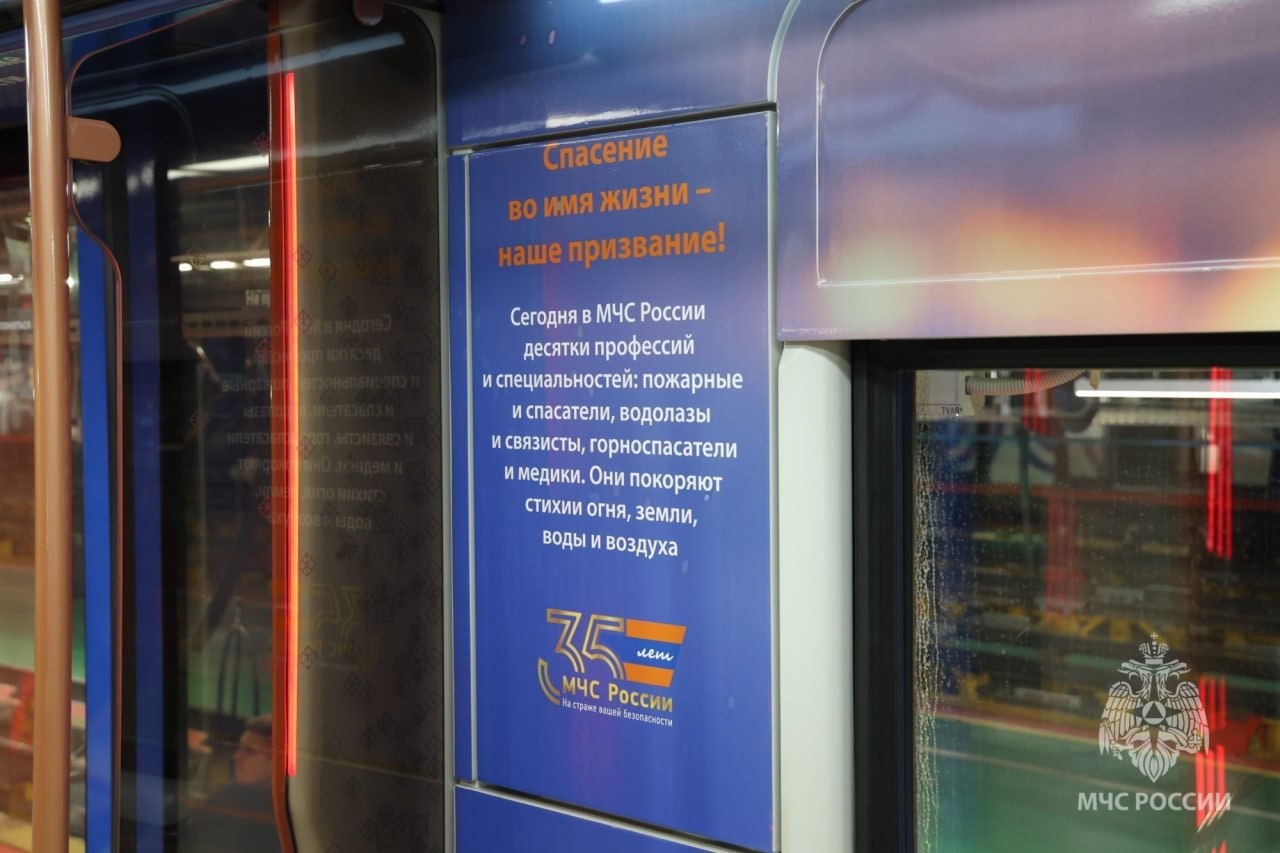 Спасение
во имя жизни –
наше призвание!
Сегодня в МЧС России
десятки профессий
и специальностей: пожарные
и спасатели, водолазы
и связисты, горноспасатели
и медики. Они покоряют
стихии огня, земли,
воды и воздуха
35 лет
МЧС России
На страже вашей безопасности
МЧС РОССИИ